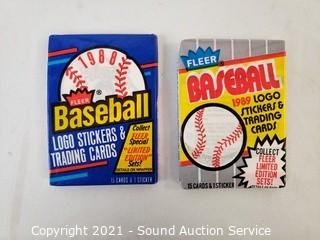 1988
FLEER
®
Baseball
LOGO STICKERS &
TRADING CARDS
Collect
FLEER
Special
"LIMITED
EDITION"
Sets!
DETAILS ON WRAPPER
15 CARDS & 1 STICKER
FLEER
BASEBALL
1989 LOGO
STICKERS &
TRADING
CARDS
COLLECT
FLEER
LIMITED
EDITION
SETS!
15 CARDS & 1 STICKER
Copyright 2021 - Sound Auction Service